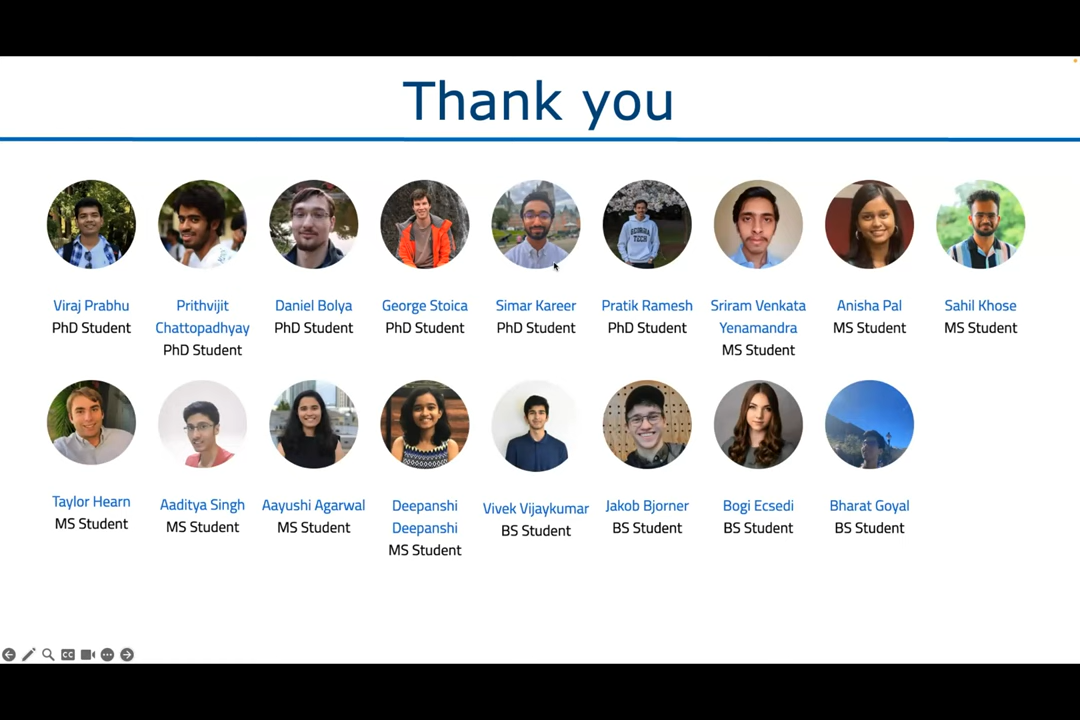 Thank you
Viraj Prabhu
PhD Student
Prithvijit
Chattopadhyay
PhD Student
Daniel Bolya
PhD Student
George Stoica
PhD Student
Simar Kareer
PhD Student
Pratik Ramesh
PhD Student
Sriram Venkata
Yenamandra
MS Student
Anisha Pal
MS Student
Sahil Khose
MS Student
Taylor Hearn
MS Student
Aaditya Singh
MS Student
Aayushi Agarwal
MS Student
Deepanshi
Deepanshi
MS Student
Vivek Vijaykumar
BS Student
Jakob Bjorner
BS Student
Bogi Ecsedi
BS Student
Bharat Goyal
BS Student
GEORGIA
TECH
CC